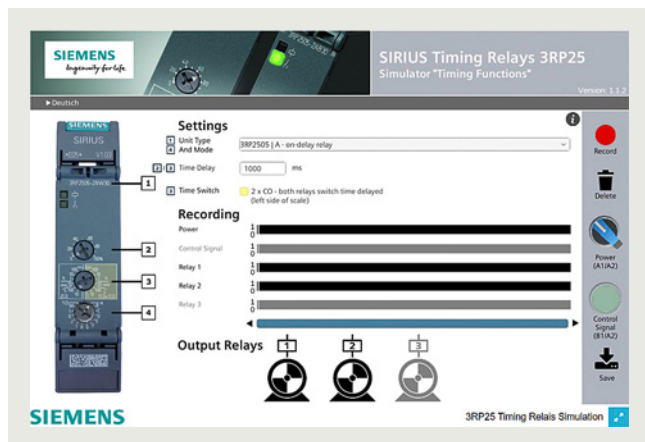 SIEMENS
Ingenuity for life
SIRIUS Timing Relays 3RP25
Simulator "Timing Functions"
Version: 1.1.2
▶Deutsch
SIEMENS
SIRIUS
Settings
1 Unit Type
4 And Mode
3RP2505 | A - on-delay relay
2 / 3 Time Delay
1000 ms
3 Time Switch
2 x CO - both relays switch time delayed
(left side of scale)
Recording
Power
1
0
Control Signal
1
0
Relay 1
1
0
Relay 2
1
0
Relay 3
1
0
1
2
3
4
Output Relays
1
2
3
Record
Delete
Power
(A1/A2)
Control
Signal
(B1/A2)
Save
SIEMENS
3RP25 Timing Relais Simulation